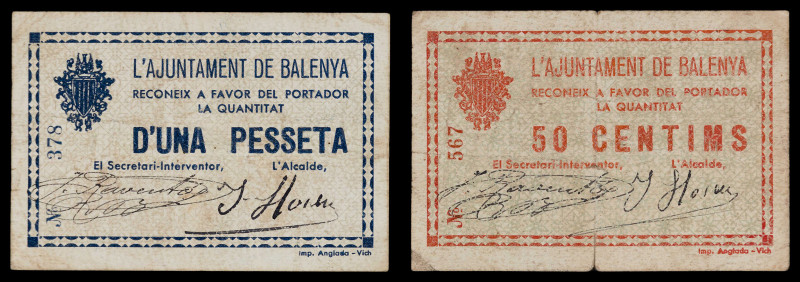 L'AJUNTAMENT DE BALENYA
RECONEIX A FAVOR DEL PORTADOR
LA QUANTITAT
D'UNA PESSETA
El Secretari-Interventor, L'Alcalde,
Nº 378
Imp. Anglada - Vich
L'AJUNTAMENT DE BALENYA
RECONEIX A FAVOR DEL PORTADOR
LA QUANTITAT
50 CENTIMS
El Secretari-Interventor, L'Alcalde,
Nº 567
Imp. Anglada - Vich